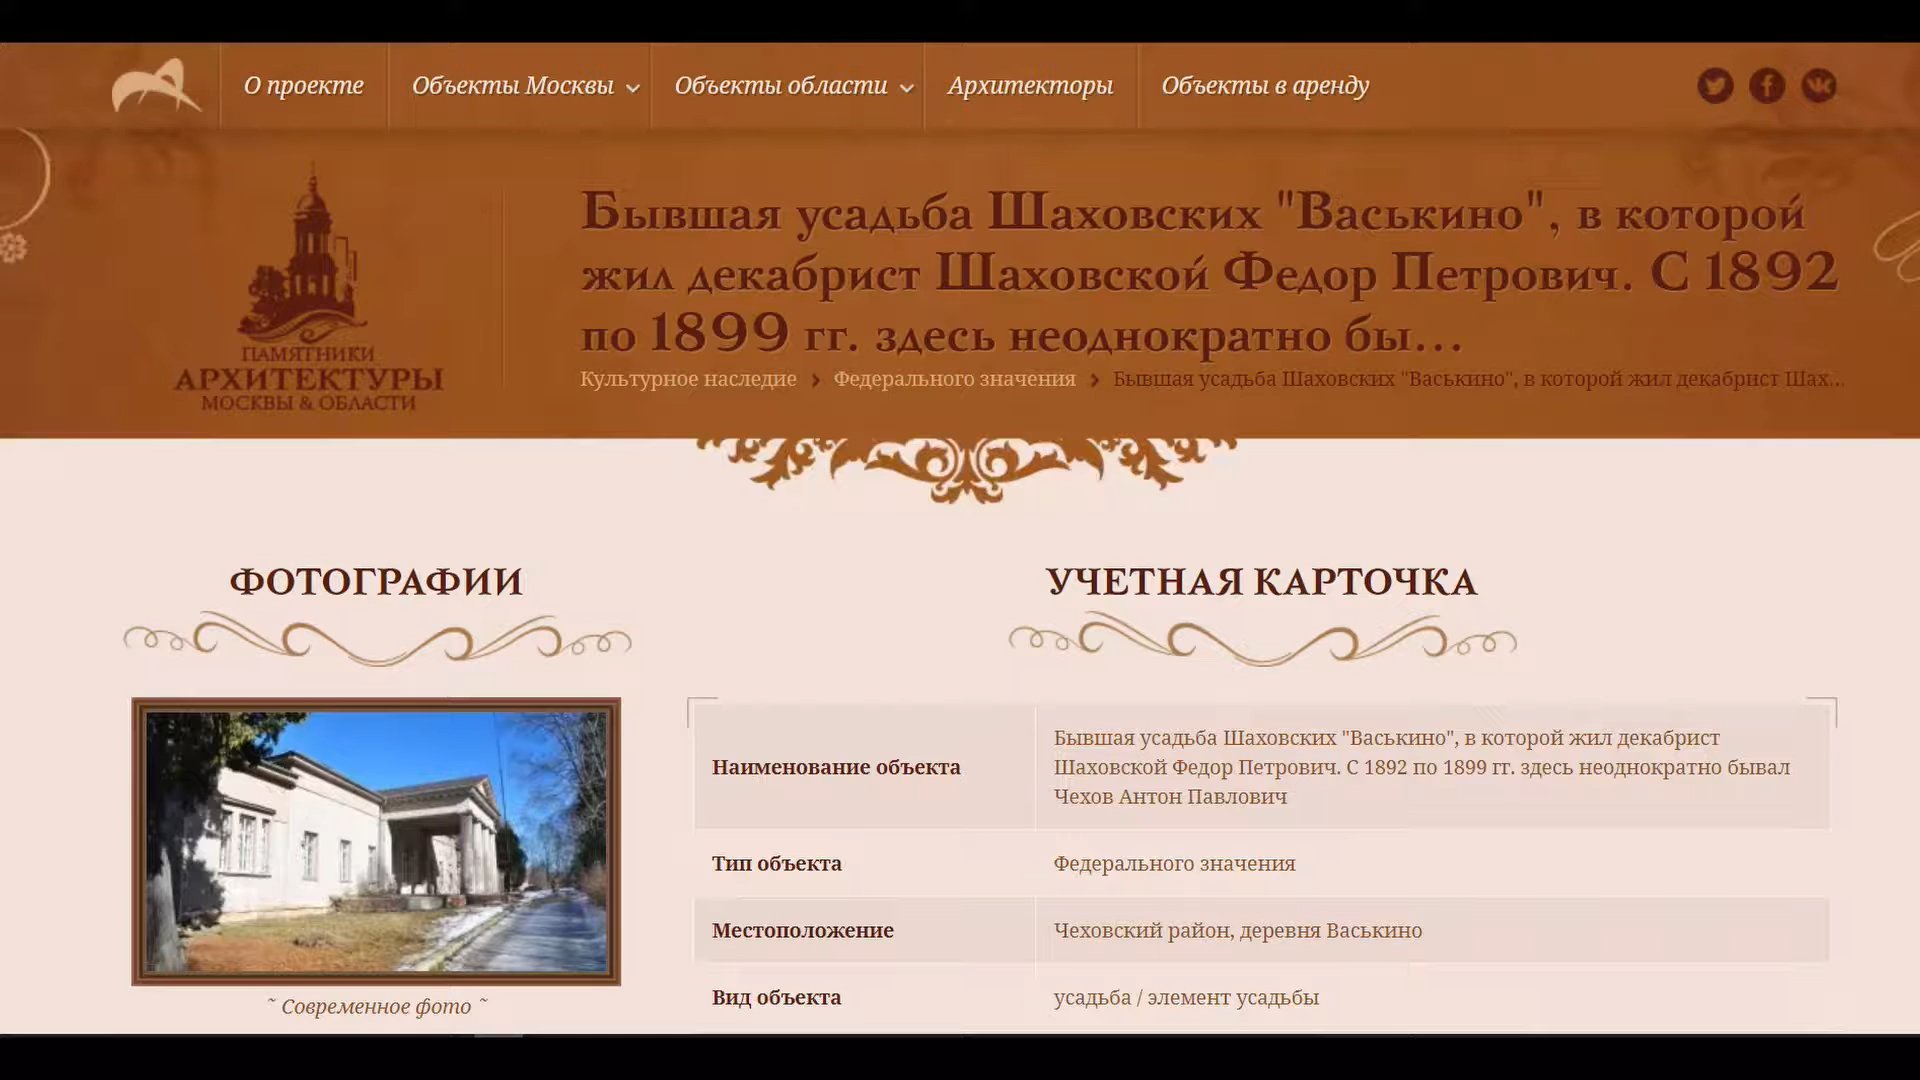 О проекте
Объекты Москвы
Объекты области
Архитекторы
Объекты в аренду
ПАМЯТНИКИ
АРХИТЕКТУРЫ
МОСКВЫ & ОБЛАСТИ
Бывшая усадьба Шаховских "Васькино", в которой
жил декабрист Шаховской Федор Петрович. С 1892
по 1899 гг. здесь неоднократно бы...
Культурное наследие > Федерального значения > Бывшая усадьба Шаховских "Васькино", в которой жил декабрист Шах...
ФОТОГРАФИИ
~ Современное фото ~
УЧЕТНАЯ КАРТОЧКА
Наименование объекта
Бывшая усадьба Шаховских "Васькино", в которой жил декабрист
Шаховской Федор Петрович. С 1892 по 1899 гг. здесь неоднократно бывал
Чехов Антон Павлович
Тип объекта
Федерального значения
Местоположение
Чеховский район, деревня Васькино
Вид объекта
усадьба / элемент усадьбы